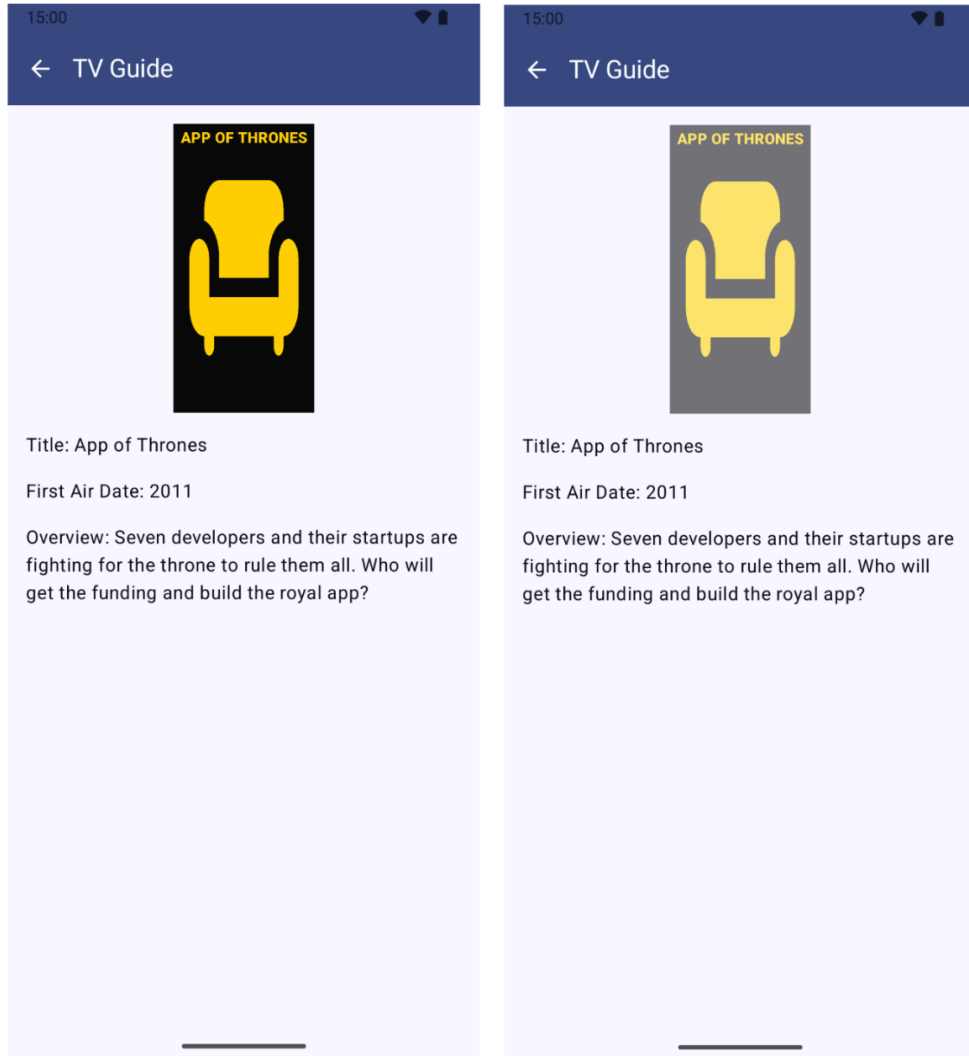 15:00
TV Guide
APP OF THRONES
Title: App of Thrones
First Air Date: 2011
Overview: Seven developers and their startups are
fighting for the throne to rule them all. Who will
get the funding and build the royal app?
15:00
TV Guide
APP OF THRONES
Title: App of Thrones
First Air Date: 2011
Overview: Seven developers and their startups are
fighting for the throne to rule them all. Who will
get the funding and build the royal app?